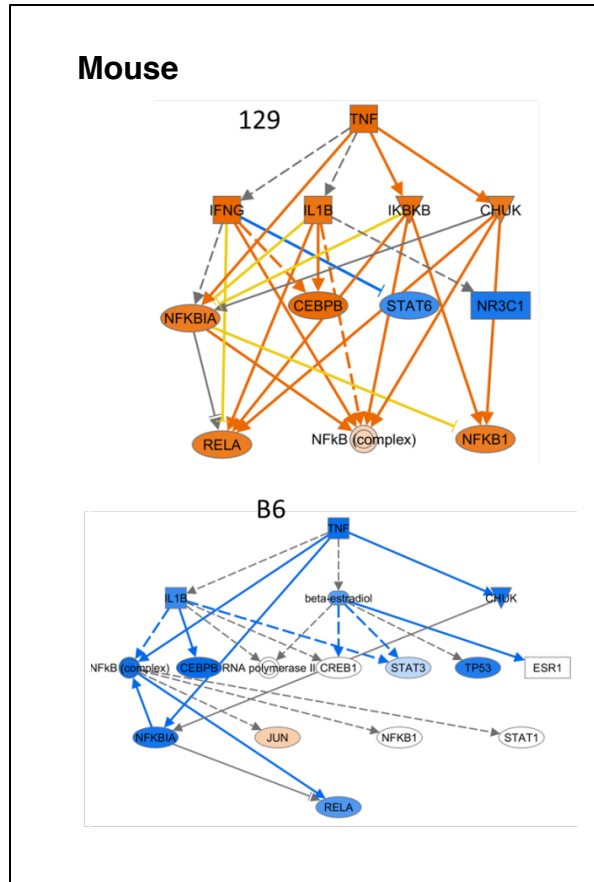 Mouse
129
TNF
IFNG IL1B IKBKB CHUK
NFKBIA CEBPB STAT6 NR3C1
RELA NFkB (complex) NFKB1
B6
TNF
IL1B beta-estradiol CHUK
NFkB (complex) CEBPB RNA polymerase II CREB1 STAT3 TP53 ESR1
NFKBIA JUN NFKB1 STAT1
RELA